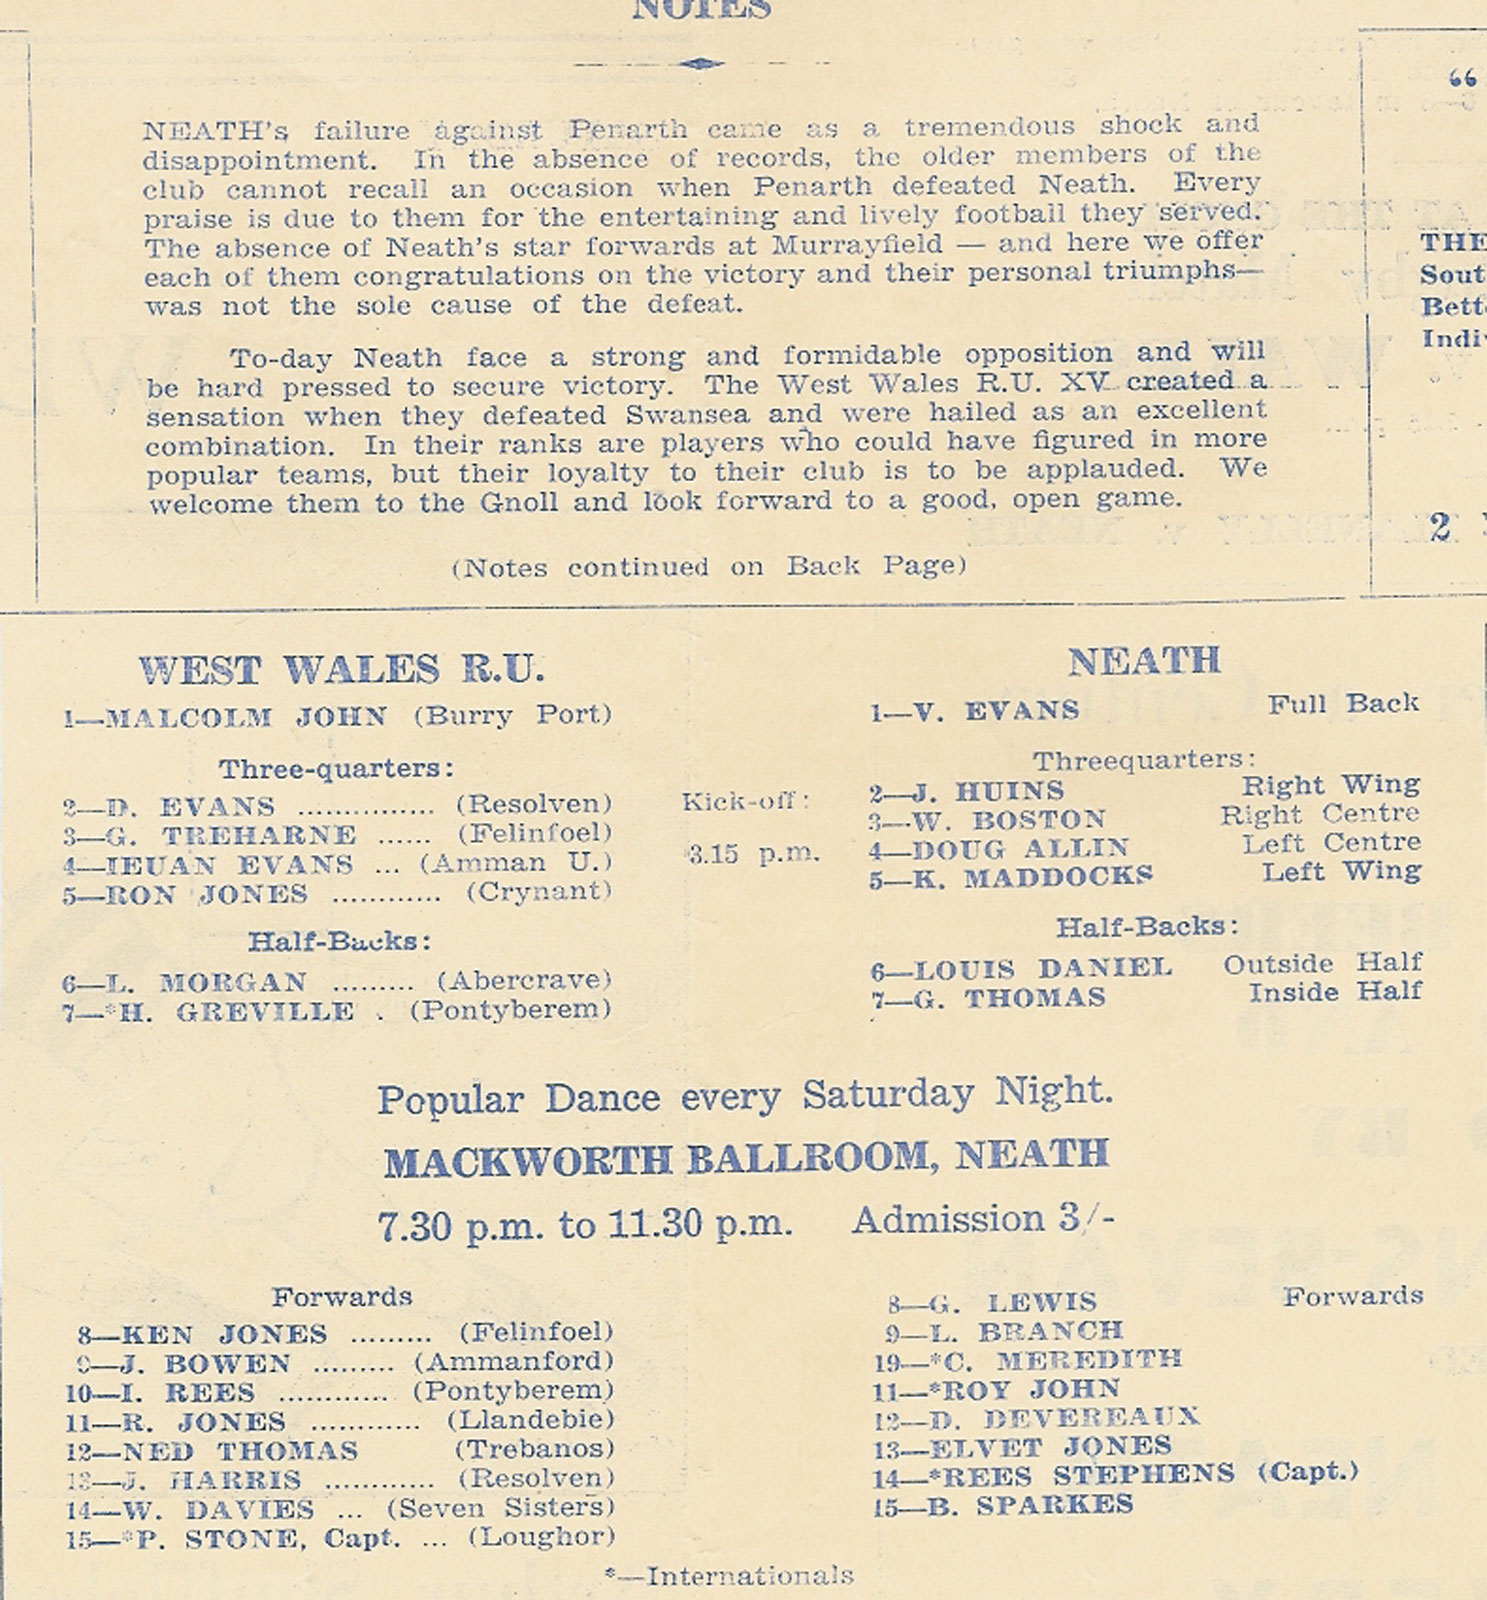 NOTES
NEATH's failure against Penarth came as a tremendous shock and
disappointment. In the absence of records, the older members of the
club cannot recall an occasion when Penarth defeated Neath. Every
praise is due to them for the entertaining and lively football they served.
The absence of Neath's star forwards at Murrayfield — and here we offer
each of them congratulations on the victory and their personal triumphs—
was not the sole cause of the defeat.
To-day Neath face a strong and formidable opposition and will
be hard pressed to secure victory. The West Wales R.U. XV created a
sensation when they defeated Swansea and were hailed as an excellent
combination. In their ranks are players who could have figured in more
popular teams, but their loyalty to their club is to be applauded. We
welcome them to the Gnoll and look forward to a good, open game.
(Notes continued on Back Page)
“
THE
Sout
Bette
Indi
2
WEST WALES R.U.
1—MALCOLM JOHN (Burry Port)
Three-quarters:
2—D. EVANS ............... (Resolven)
3—G. TREHARNE ...... (Felinfoel)
4—IEUAN EVANS ... (Amman U.)
5—RON JONES ............ (Crynant)
Half-Backs:
6—L. MORGAN ......... (Abercrave)
7—*H. GREVILLE . (Pontyberem)
Kick-off:
3.15 p.m.
NEATH
1—V. EVANS Full Back
Threequarters:
2—J. HUINS Right Wing
3—W. BOSTON Right Centre
4—DOUG ALLIN Left Centre
5—K. MADDOCKS Left Wing
Half-Backs:
6—LOUIS DANIEL Outside Half
7—G. THOMAS Inside Half
Popular Dance every Saturday Night.
MACKWORTH BALLROOM, NEATH
7.30 p.m. to 11.30 p.m. Admission 3/-
Forwards
8—KEN JONES ......... (Felinfoel)
9—J. BOWEN ......... (Ammanford)
10—I. REES ............ (Pontyberem)
11—R. JONES ............ (Llandebie)
12—NED THOMAS (Trebanos)
13—J. HARRIS ............ (Resolven)
14—W. DAVIES ... (Seven Sisters)
15—*P. STONE, Capt. ... (Loughor)
8—G. LEWIS Forwards
9—L. BRANCH
19—*C. MEREDITH
11—*ROY JOHN
12—D. DEVEREAUX
13—ELVET JONES
14—*REES STEPHENS (Capt.)
15—B. SPARKES
*—Internationals